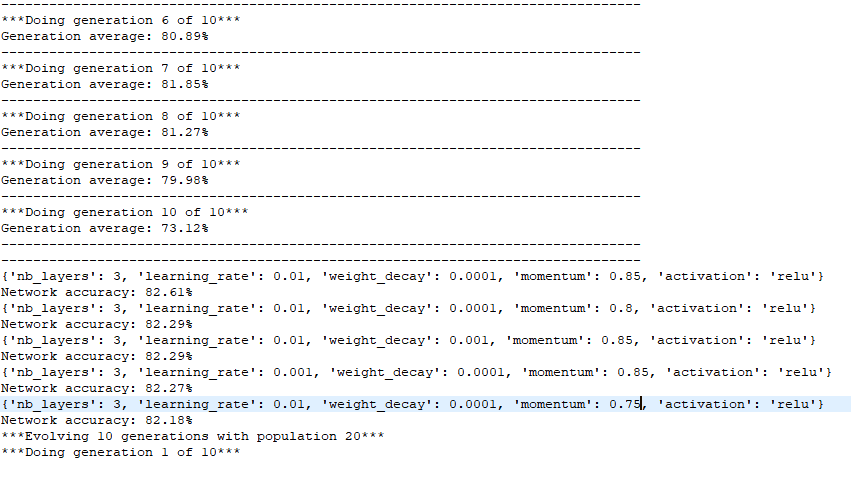 --------------------------------------------------------------------------------
***Doing generation 6 of 10***
Generation average: 80.89%
--------------------------------------------------------------------------------
***Doing generation 7 of 10***
Generation average: 81.85%
--------------------------------------------------------------------------------
***Doing generation 8 of 10***
Generation average: 81.27%
--------------------------------------------------------------------------------
***Doing generation 9 of 10***
Generation average: 79.98%
--------------------------------------------------------------------------------
***Doing generation 10 of 10***
Generation average: 73.12%
--------------------------------------------------------------------------------
--------------------------------------------------------------------------------
{'nb_layers': 3, 'learning_rate': 0.01, 'weight_decay': 0.0001, 'momentum': 0.85, 'activation': 'relu'}
Network accuracy: 82.61%
{'nb_layers': 3, 'learning_rate': 0.01, 'weight_decay': 0.0001, 'momentum': 0.8, 'activation': 'relu'}
Network accuracy: 82.29%
{'nb_layers': 3, 'learning_rate': 0.01, 'weight_decay': 0.001, 'momentum': 0.85, 'activation': 'relu'}
Network accuracy: 82.29%
{'nb_layers': 3, 'learning_rate': 0.001, 'weight_decay': 0.0001, 'momentum': 0.85, 'activation': 'relu'}
Network accuracy: 82.27%
{'nb_layers': 3, 'learning_rate': 0.01, 'weight_decay': 0.0001, 'momentum': 0.75, 'activation': 'relu'}
Network accuracy: 82.18%
***Evolving 10 generations with population 20***
***Doing generation 1 of 10***